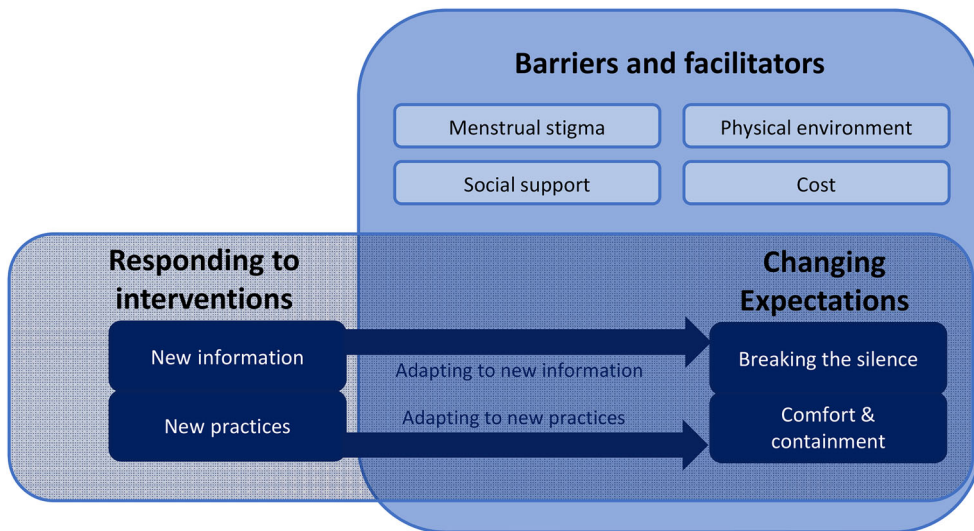 Barriers and facilitators
Menstrual stigma
Physical environment
Social support
Cost
Responding to
interventions
Changing
Expectations
New information
Adapting to new information
Breaking the silence
New practices
Adapting to new practices
Comfort &
containment